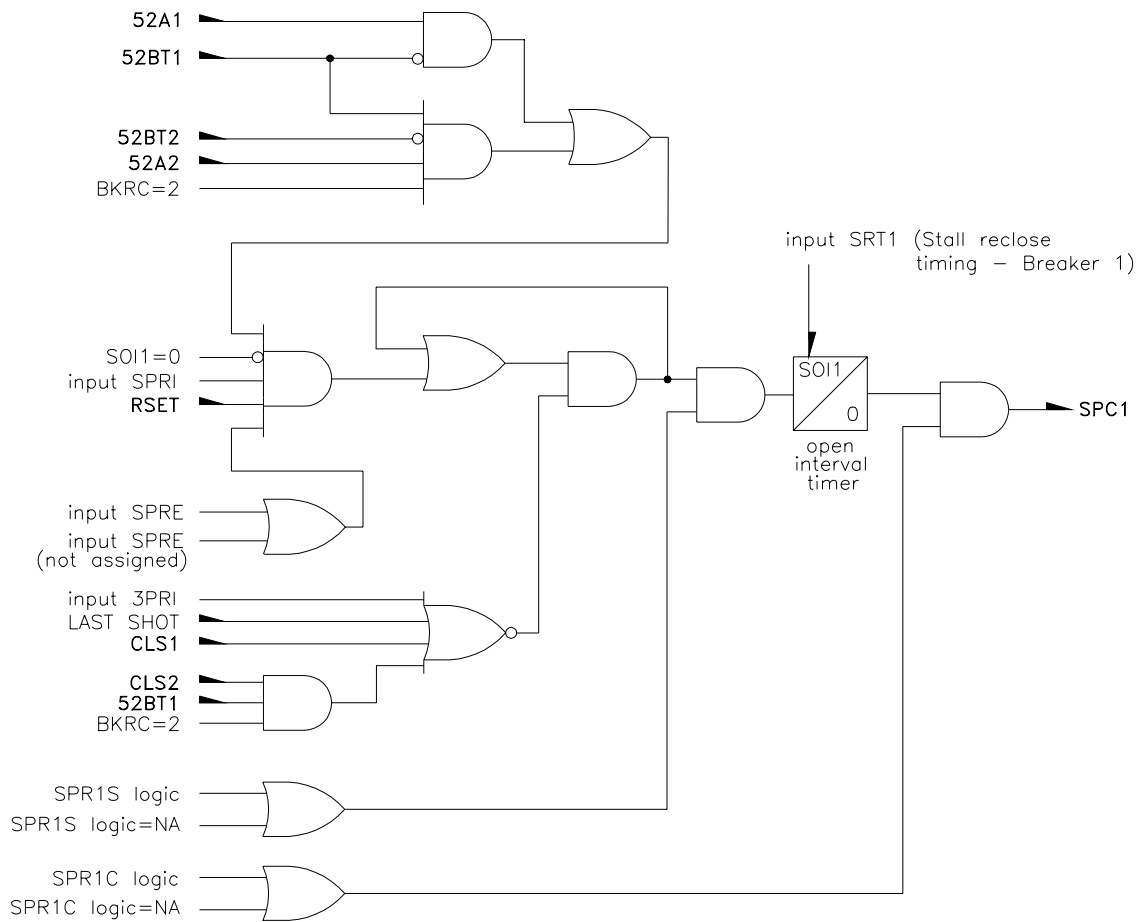 52A1
52BT1
52BT2
52A2
BKRC=2
input SRT1 (Stall reclose
timing – Breaker 1)
SOI1=0
input SPRI
RSET
SOI1
0
open
interval
timer
SPC1
input SPRE
input SPRE
(not assigned)
input 3PRI
LAST SHOT
CLS1
CLS2
52BT1
BKRC=2
SPR1S logic
SPR1S logic=NA
SPR1C logic
SPR1C logic=NA